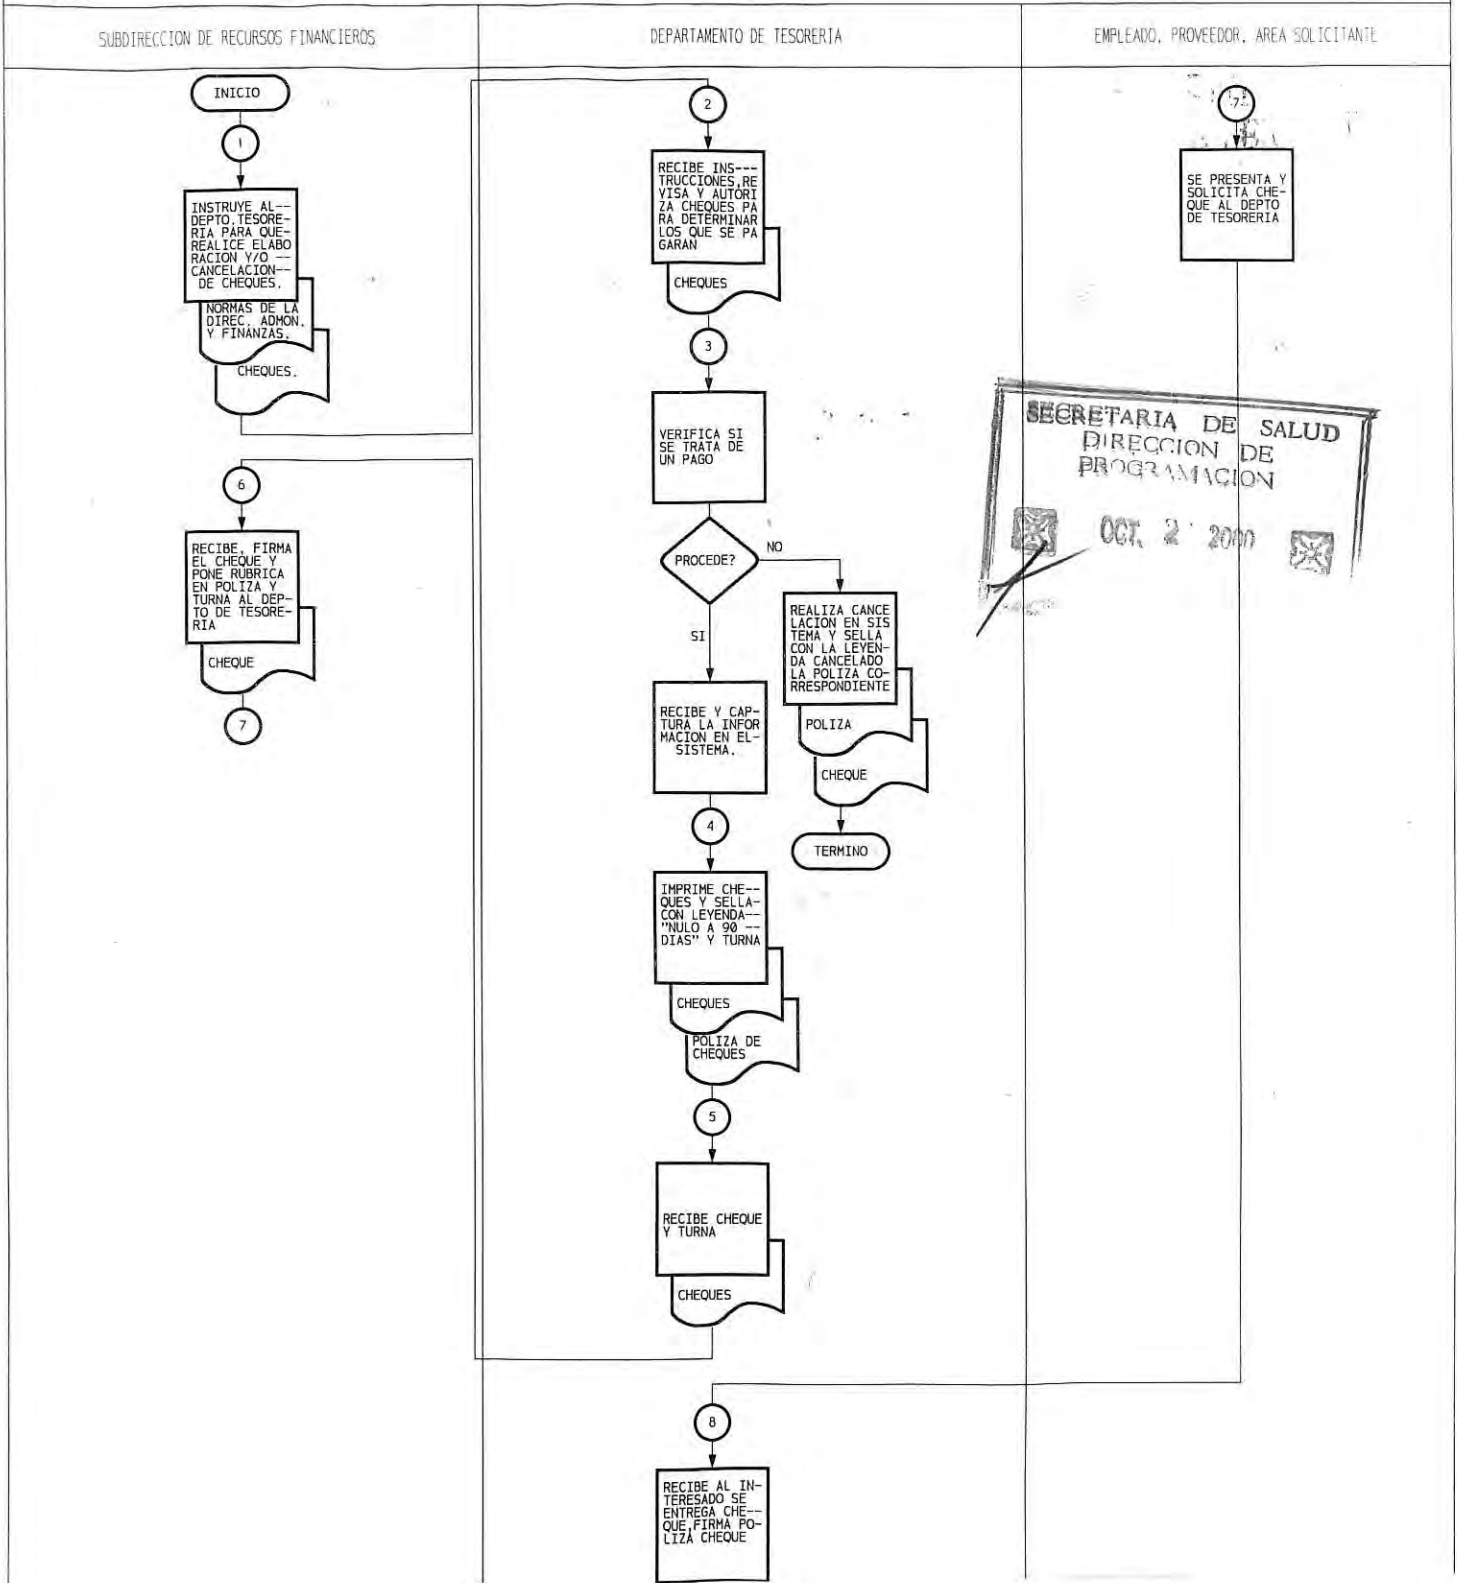 SUBDIRECCION DE RECURSOS FINANCIEROS
DEPARTAMENTO DE TESORERIA
EMPLEADO, PROVEEDOR, AREA SOLICITANTE
INICIO
1
INSTRUYE AL--
DEPTO.TESORE-
RIA PARA QUE-
REALICE ELABO
RACION Y/O --
CANCELACION--
DE CHEQUES.
NORMAS DE LA
DIREC. ADMON.
Y FINANZAS.
CHEQUES.
6
RECIBE, FIRMA
EL CHEQUE Y
PONE RUBRICA
EN POLIZA Y
TURNA AL DEP-
TO DE TESORE-
RIA
CHEQUE
7
2
RECIBE INS---
TRUCCIONES,RE
VISA Y AUTORI
ZA CHEQUES PA
RA DETERMINAR
LOS QUE SE PA
GARAN
CHEQUES
3
VERIFICA SI
SE TRATA DE
UN PAGO
PROCEDE?
NO
SI
REALIZA CANCE
LACION EN SIS
TEMA Y SELLA
CON LA LEYEN-
DA CANCELADO
LA POLIZA CO-
RRESPONDIENTE
POLIZA
CHEQUE
TERMINO
RECIBE Y CAP-
TURA LA INFOR
MACION EN EL-
SISTEMA.
4
IMPRIME CHE--
QUES Y SELLA-
CON LEYENDA--
"NULO A 90 --
DIAS" Y TURNA
CHEQUES
POLIZA DE
CHEQUES
5
RECIBE CHEQUE
Y TURNA
CHEQUES
8
RECIBE AL IN-
TERESADO SE
ENTREGA CHE--
QUE,FIRMA PO-
LIZA CHEQUE
7
SE PRESENTA Y
SOLICITA CHE-
QUE AL DEPTO
DE TESORERIA
SECRETARIA DE SALUD
DIRECCION DE
PROGRAMACION
OCT. 2 2000